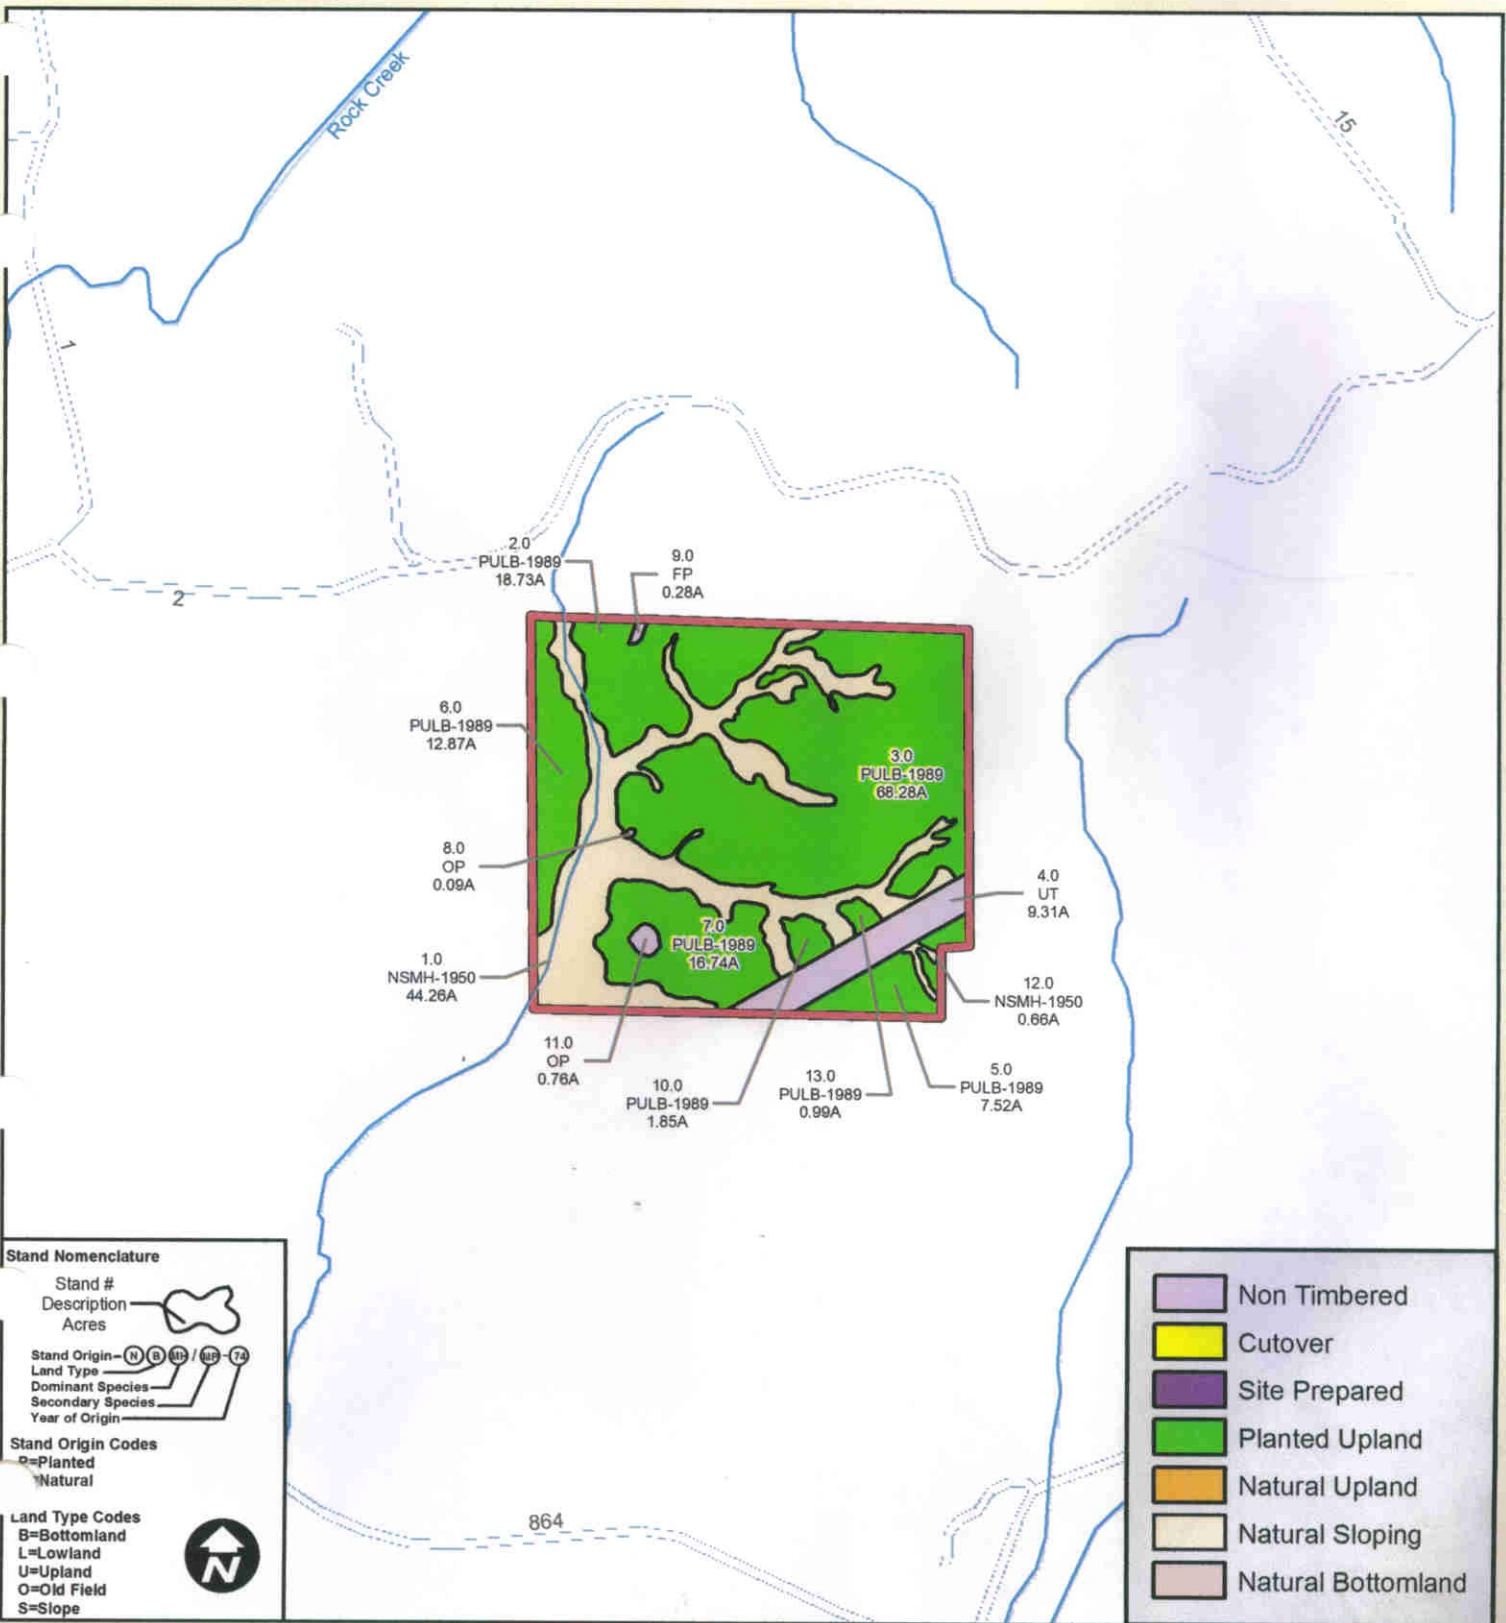 Rock Creek
15
1
2
2.0
PULB-1989
18.73A
9.0
FP
0.28A
6.0
PULB-1989
12.87A
3.0
PULB-1989
68.28A
8.0
OP
0.09A
4.0
UT
9.31A
7.0
PULB-1989
16.74A
1.0
NSMH-1950
44.26A
12.0
NSMH-1950
0.66A
11.0
OP
0.76A
10.0
PULB-1989
1.85A
13.0
PULB-1989
0.99A
5.0
PULB-1989
7.52A
864
Stand Nomenclature
Stand #
Description
Acres
Stand Origin N B MH / MP - 74
Land Type
Dominant Species
Secondary Species
Year of Origin
Stand Origin Codes
P=Planted
=Natural
Land Type Codes
B=Bottomland
L=Lowland
U=Upland
O=Old Field
S=Slope
N
Non Timbered
Cutover
Site Prepared
Planted Upland
Natural Upland
Natural Sloping
Natural Bottomland